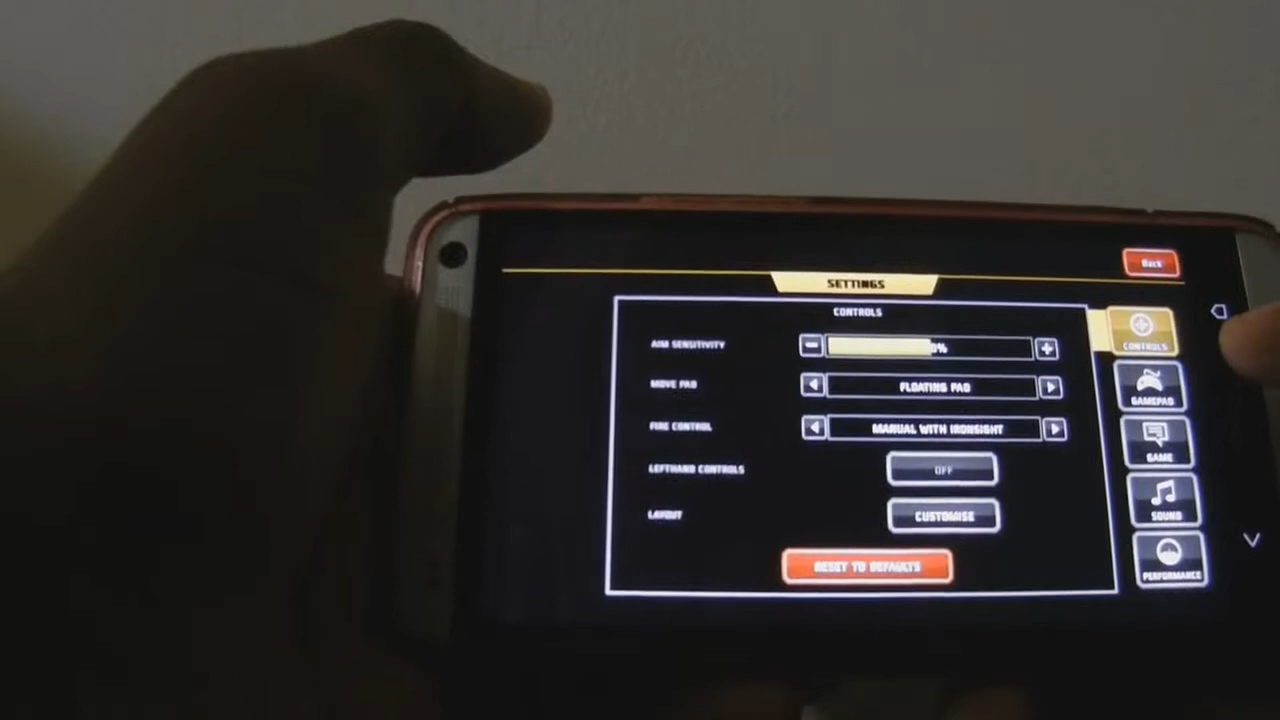 Back
SETTINGS
CONTROLS
AIM SENSITIVITY
MOVE PAD
FLOATING PAD
FIRE CONTROL
MANUAL WITH IRONSIGHT
LEFTHAND CONTROLS
OFF
LAYOUT
CUSTOMISE
RESET TO DEFAULTS
CONTROLS
GAMEPAD
GAME
SOUND
PERFORMANCE